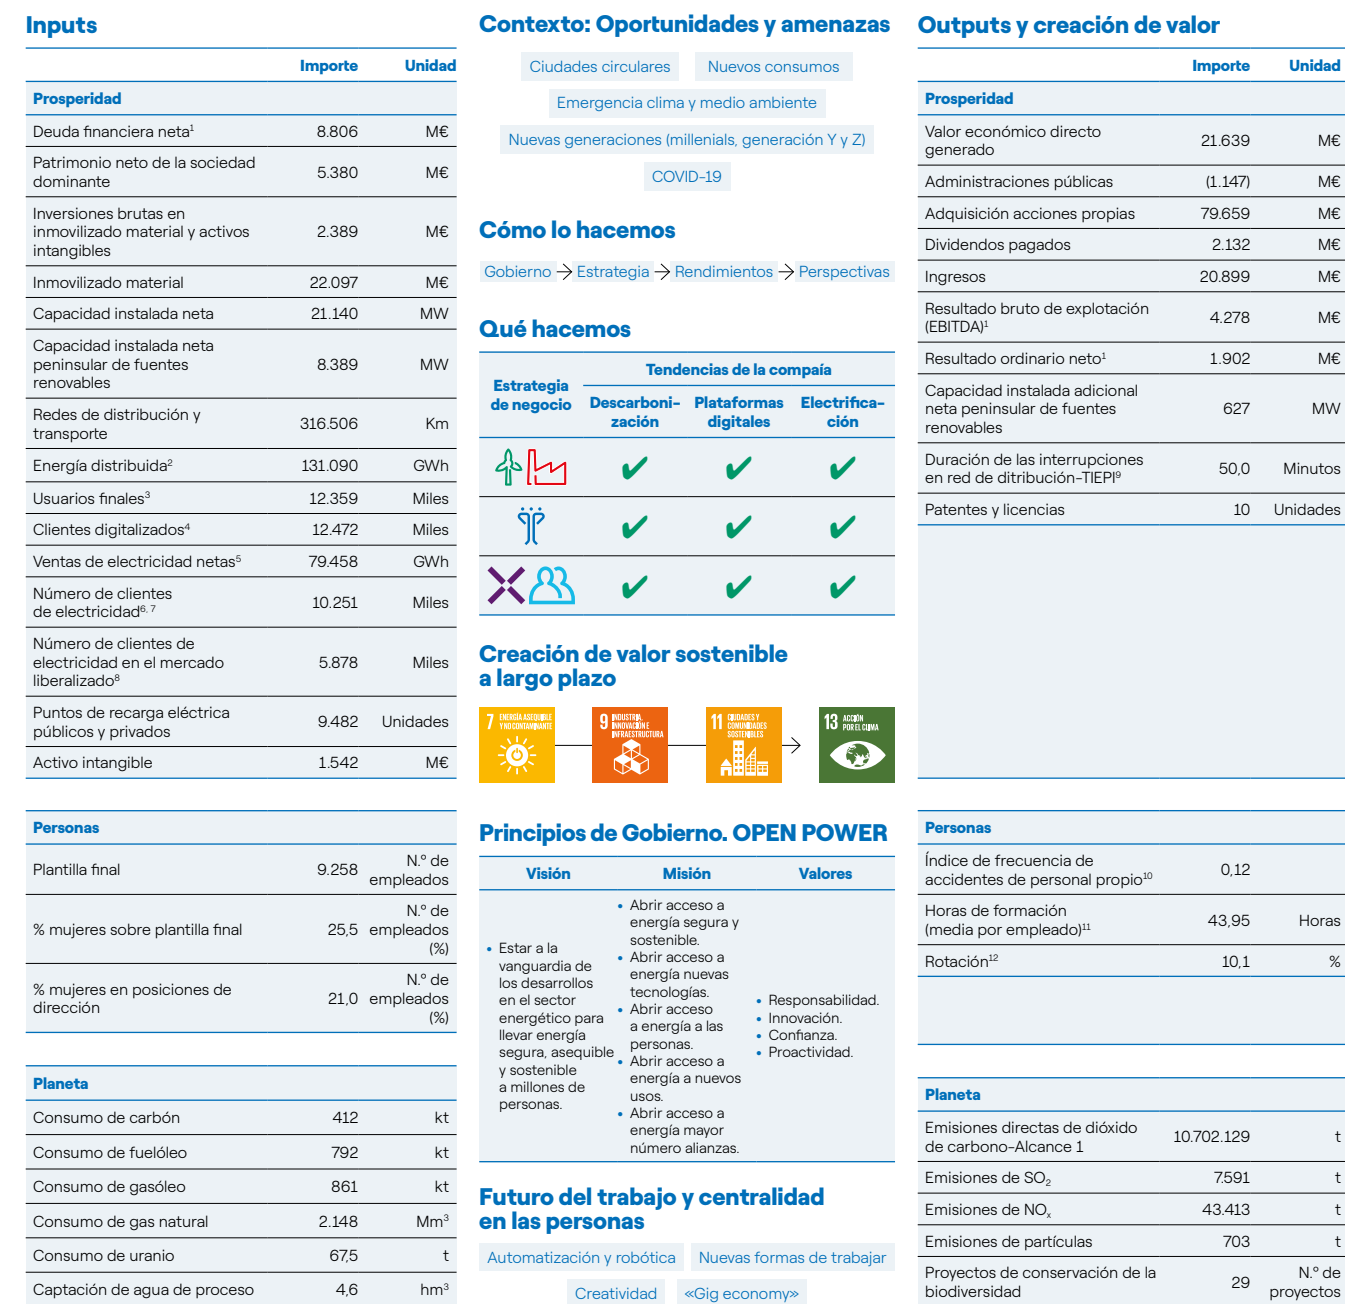 Inputs
Importe Unidad
Prosperidad
Deuda financiera neta1 8.806 M€
Patrimonio neto de la sociedad
dominante 5.380 M€
Inversiones brutas en
inmovilizado material y activos
intangibles 2.389 M€
Inmovilizado material 22.097 M€
Capacidad instalada neta 21.140 MW
Capacidad instalada neta
peninsular de fuentes
renovables 8.389 MW
Redes de distribución y
transporte 316.506 Km
Energía distribuida2 131.090 GWh
Usuarios finales3 12.359 Miles
Clientes digitalizados4 12.472 Miles
Ventas de electricidad netas5 79.458 GWh
Número de clientes
de electricidad6, 7 10.251 Miles
Número de clientes de
electricidad en el mercado
liberalizado8 5.878 Miles
Puntos de recarga eléctrica
públicos y privados 9.482 Unidades
Activo intangible 1.542 M€
Personas
Plantilla final 9.258 N.º de
empleados
% mujeres sobre plantilla final 25,5 N.º de
empleados
(%)
% mujeres en posiciones de
dirección 21,0 N.º de
empleados
(%)
Planeta
Consumo de carbón 412 kt
Consumo de fuelóleo 792 kt
Consumo de gasóleo 861 kt
Consumo de gas natural 2.148 Mm3
Consumo de uranio 67,5 t
Captación de agua de proceso 4,6 hm3
Contexto: Oportunidades y amenazas
Ciudades circulares Nuevos consumos
Emergencia clima y medio ambiente
Nuevas generaciones (millenials, generación Y y Z)
COVID-19
Cómo lo hacemos
Gobierno → Estrategia → Rendimientos → Perspectivas
Qué hacemos
Estrategia
de negocio
Tendencias de la compaía
Descarboni-
zación
Plataformas
digitales
Electrifica-
ción
✔ ✔ ✔
✔ ✔ ✔
✔ ✔ ✔
Creación de valor sostenible
a largo plazo
7 ENERGÍA ASEQUIBLE
Y NO CONTAMINANTE
9 INDUSTRIA,
INNOVACIÓN E
INFRAESTRUCTURA
11 CIUDADES Y
COMUNIDADES
SOSTENIBLES
13 ACCIÓN
POR EL CLIMA
Principios de Gobierno. OPEN POWER
Visión Misión Valores
• Estar a la
vanguardia de
los desarrollos
en el sector
energético para
llevar energía
segura, asequible
y sostenible
a millones de
personas.
• Abrir acceso a
energía segura y
sostenible.
• Abrir acceso a
energía nuevas
tecnologías.
• Abrir acceso
a energía a las
personas.
• Abrir acceso a
energía a nuevos
usos.
• Abrir acceso a
energía mayor
número alianzas.
• Responsabilidad.
• Innovación.
• Confianza.
• Proactividad.
Futuro del trabajo y centralidad
en las personas
Automatización y robótica Nuevas formas de trabajar
Creatividad «Gig economy»
Outputs y creación de valor
Importe Unidad
Prosperidad
Valor económico directo
generado 21.639 M€
Administraciones públicas (1.147) M€
Adquisición acciones propias 79.659 M€
Dividendos pagados 2.132 M€
Ingresos 20.899 M€
Resultado bruto de explotación
(EBITDA)1 4.278 M€
Resultado ordinario neto1 1.902 M€
Capacidad instalada adicional
neta peninsular de fuentes
renovables 627 MW
Duración de las interrupciones
en red de ditribución-TIEPI9 50,0 Minutos
Patentes y licencias 10 Unidades
Personas
Índice de frecuencia de
accidentes de personal propio10 0,12
Horas de formación
(media por empleado)11 43,95 Horas
Rotación12 10,1 %
Planeta
Emisiones directas de dióxido
de carbono-Alcance 1 10.702.129 t
Emisiones de SO2 7.591 t
Emisiones de NOx 43.413 t
Emisiones de partículas 703 t
Proyectos de conservación de la
biodiversidad 29 N.º de
proyectos